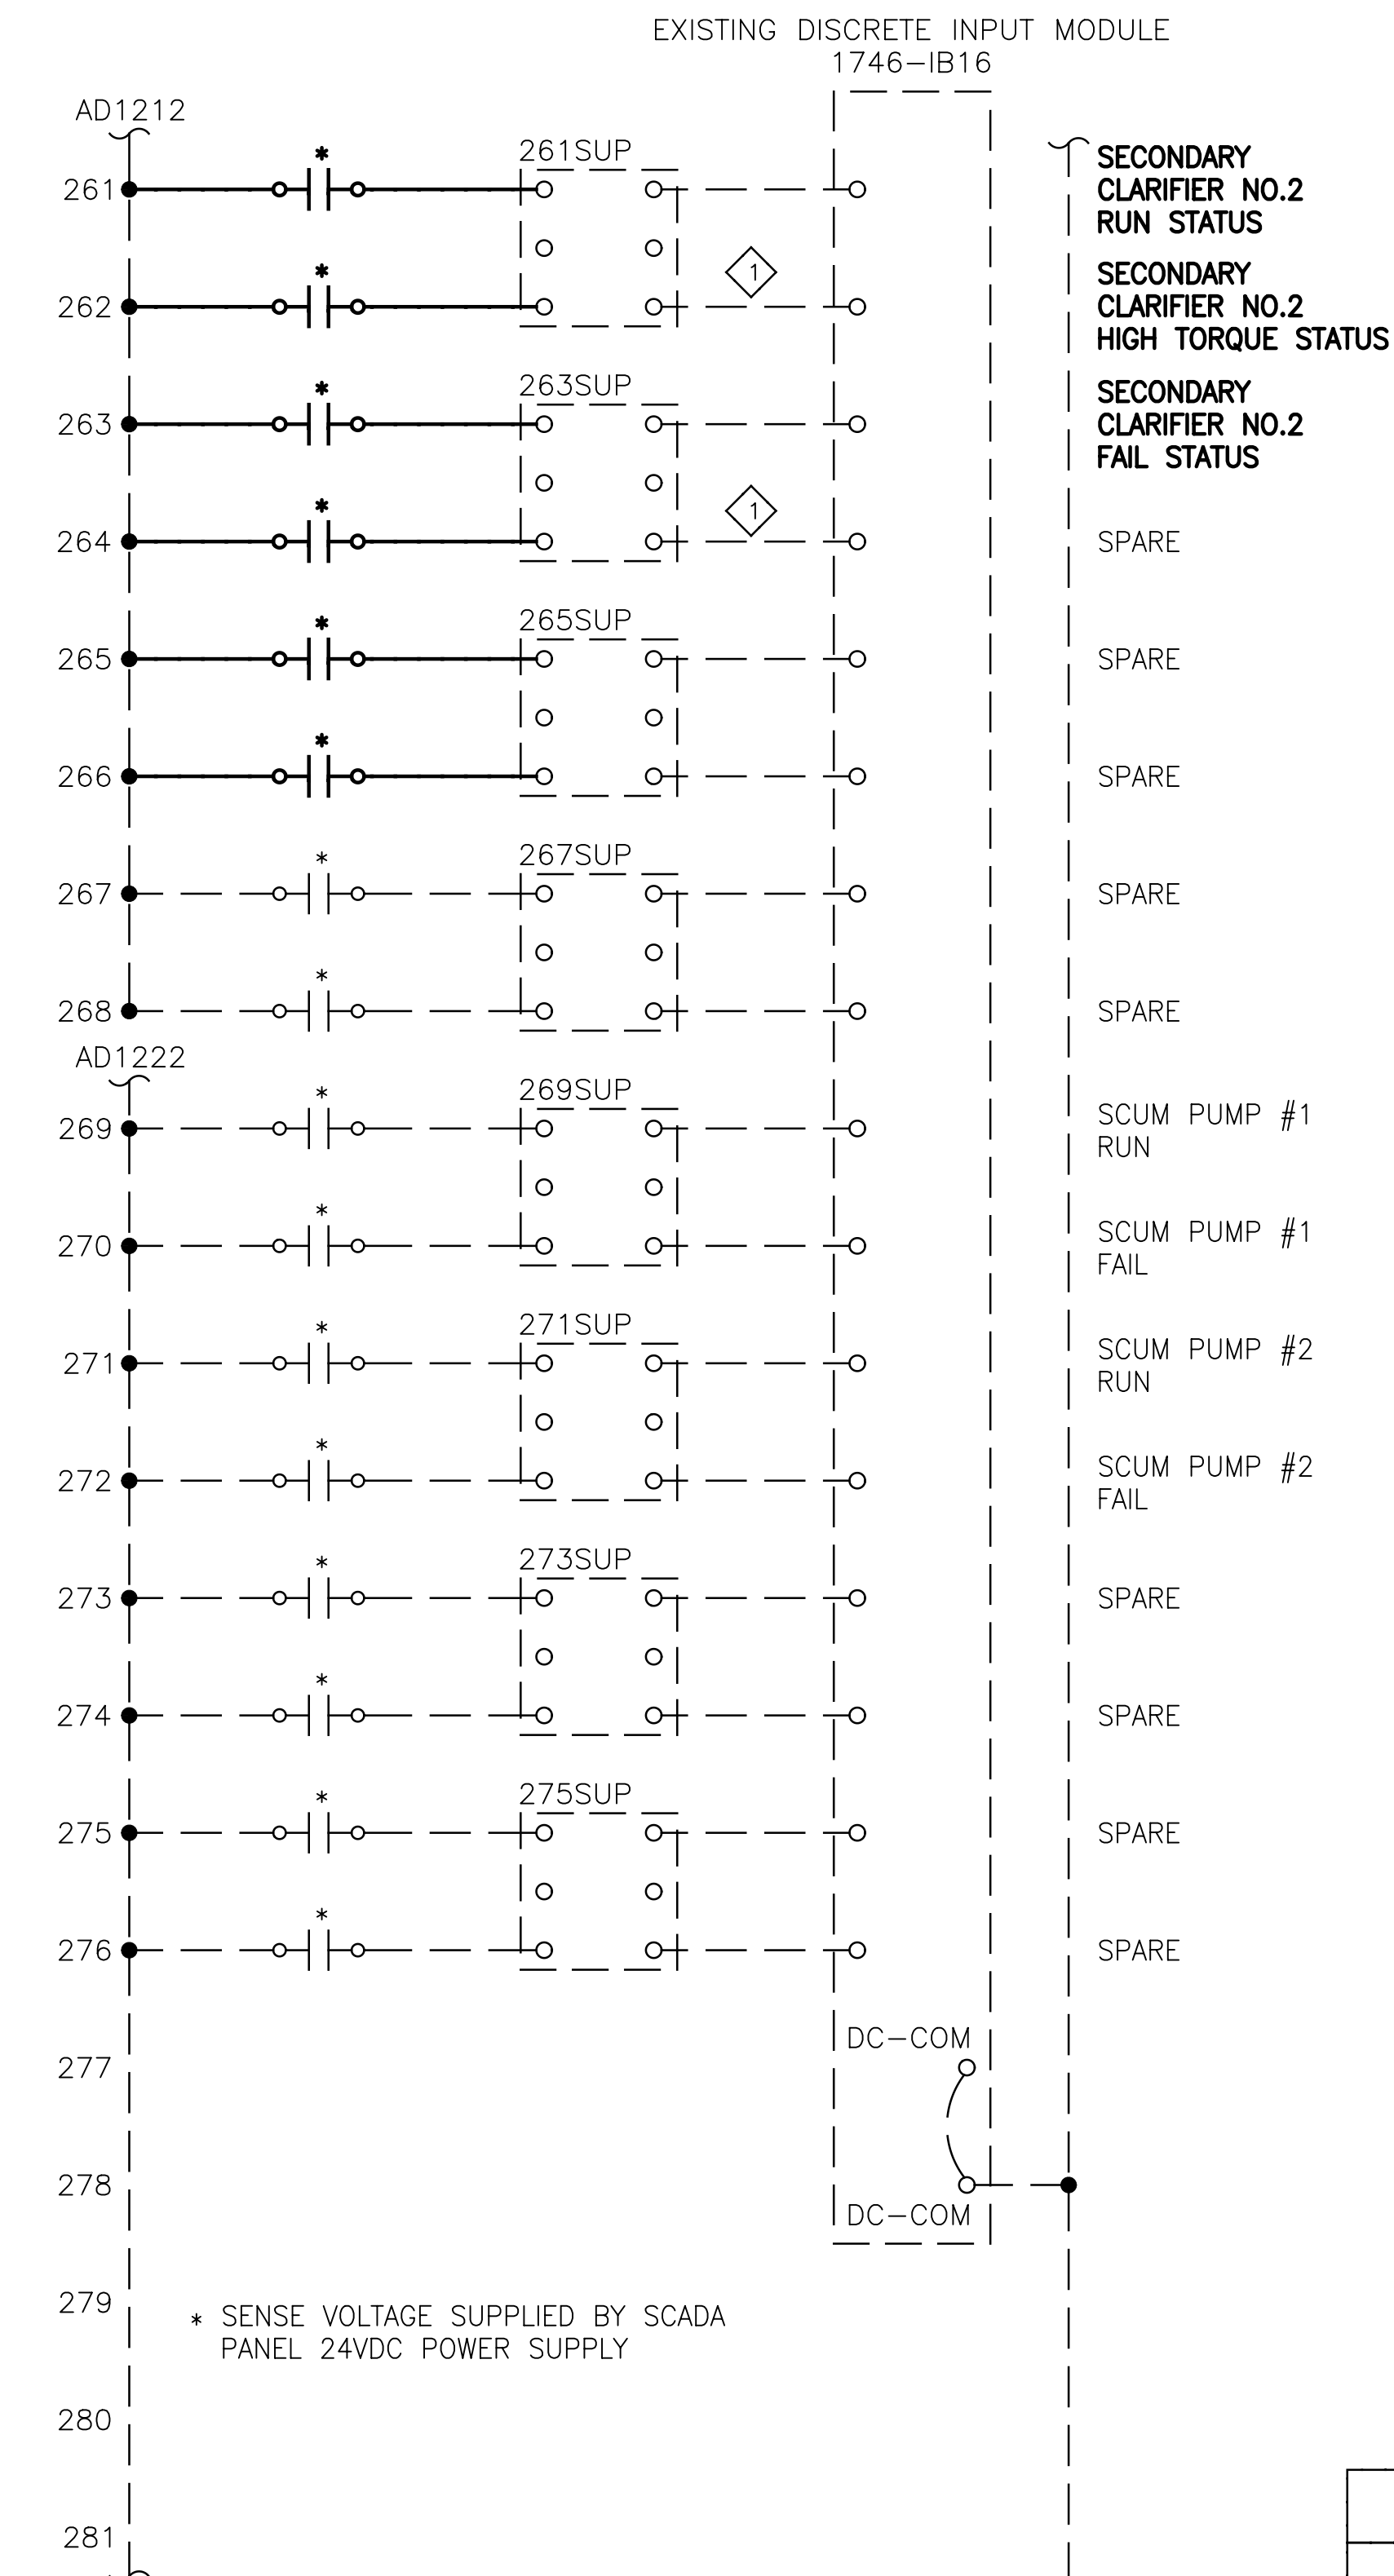 EXISTING DISCRETE INPUT MODULE
1746-IB16
AD1212
261
*
261SUP
SECONDARY
CLARIFIER NO.2
RUN STATUS
1
262
*
SECONDARY
CLARIFIER NO.2
HIGH TORQUE STATUS
263
*
263SUP
SECONDARY
CLARIFIER NO.2
FAIL STATUS
1
264
*
SPARE
265
*
265SUP
SPARE
266
*
SPARE
267
*
267SUP
SPARE
268
*
SPARE
AD1222
269
*
269SUP
SCUM PUMP #1
RUN
270
*
SCUM PUMP #1
FAIL
271
*
271SUP
SCUM PUMP #2
RUN
272
*
SCUM PUMP #2
FAIL
273
*
273SUP
SPARE
274
*
SPARE
275
*
275SUP
SPARE
276
*
SPARE
DC-COM
277
278
DC-COM
279
* SENSE VOLTAGE SUPPLIED BY SCADA
PANEL 24VDC POWER SUPPLY
280
281